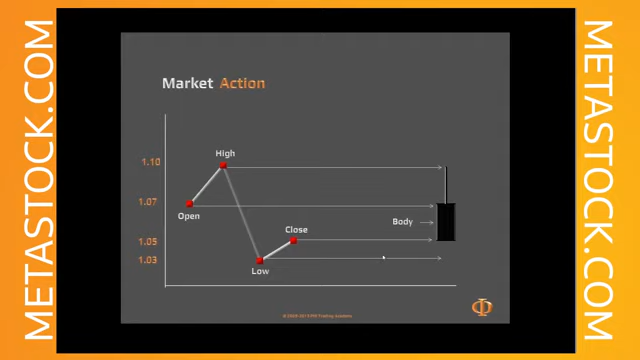 METASTOCK.COM
Market Action
1.10
High
1.07
Open
Body
Close
1.05
1.03
Low
METASTOCK.COM